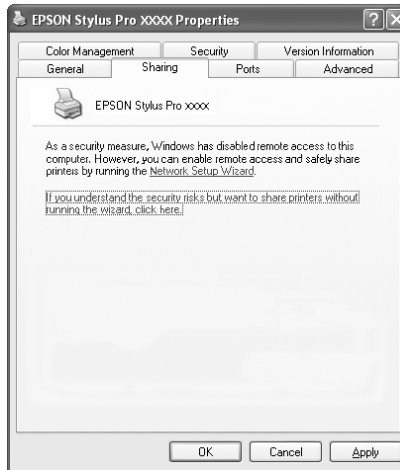 EPSON Stylus Pro XXXX Properties
Color Management Security Version Information
General Sharing Ports Advanced
EPSON Stylus Pro xxxx
As a security measure, Windows has disabled remote access to this
computer. However, you can enable remote access and safely share
printers by running the Network Setup Wizard.
If you understand the security risks but want to share printers without
running the wizard, click here.
OK Cancel Apply